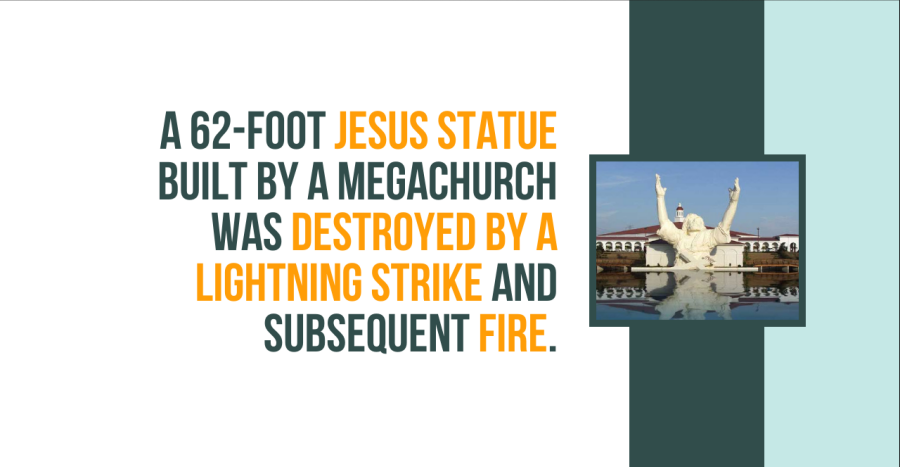 A 62-FOOT JESUS STATUE
BUILT BY A MEGACHURCH
WAS DESTROYED BY A
LIGHTNING STRIKE AND
SUBSEQUENT FIRE.